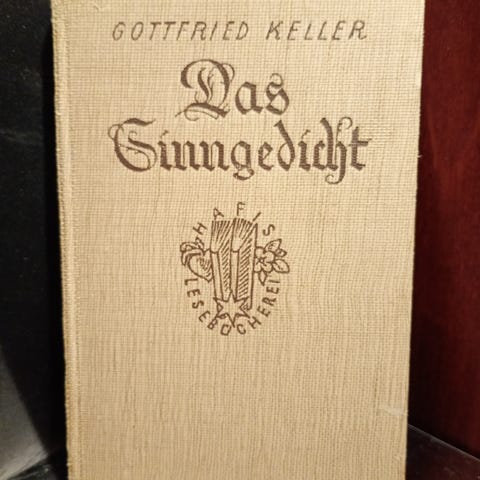 GOTTFRIED KELLER
Das
Sinngedicht
HAFIS
LESEBÜCHEREI